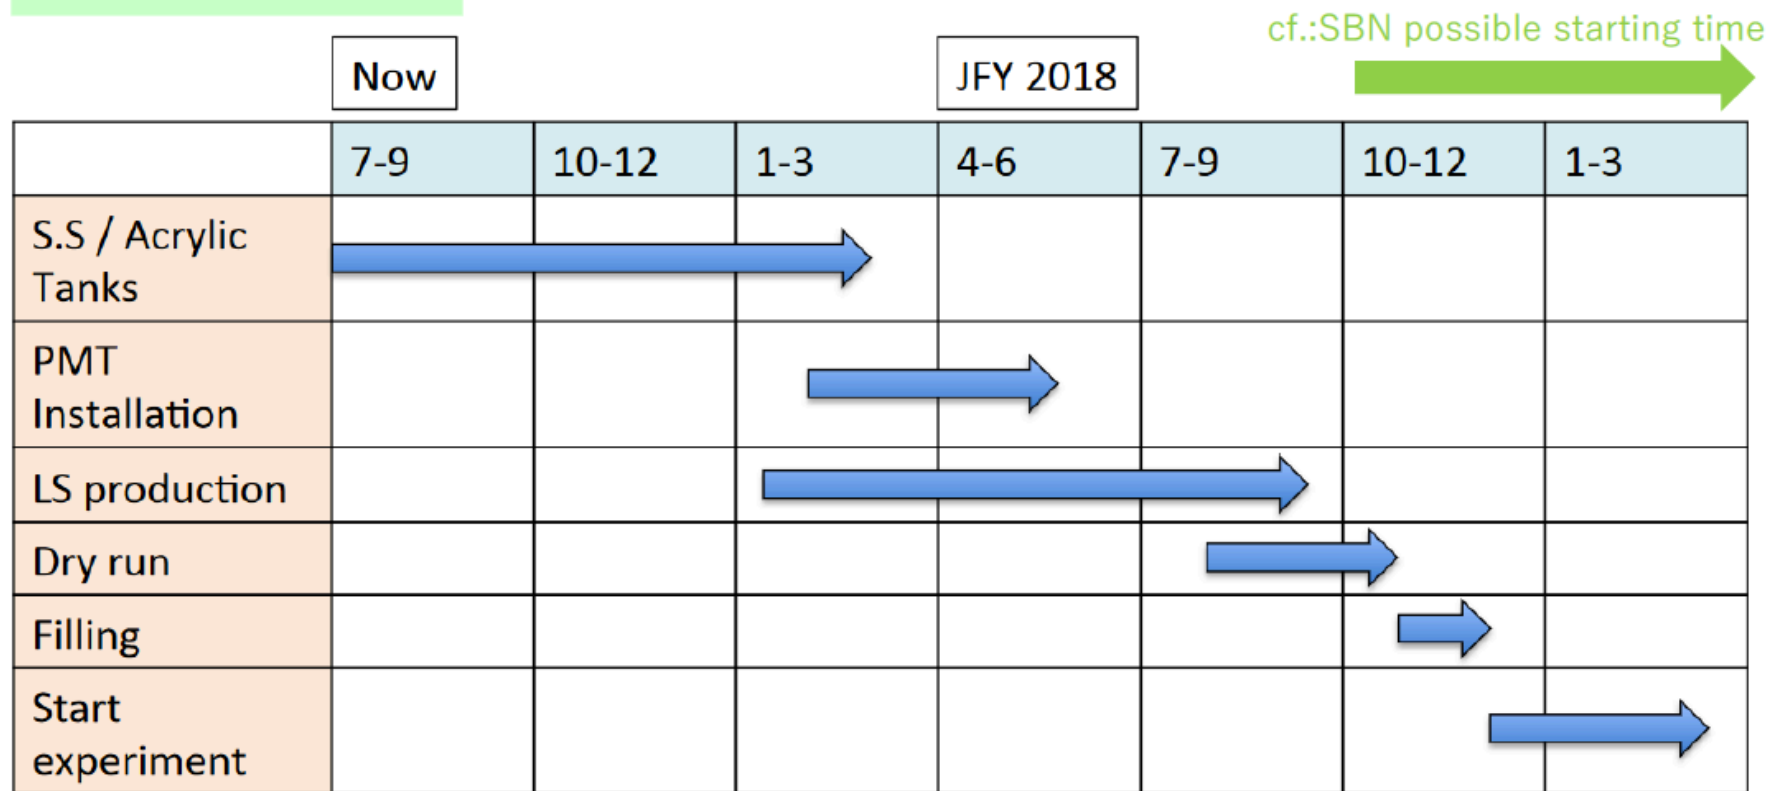 cf.:SBN possible starting time
Now
JFY 2018
7-9
10-12
1-3
4-6
7-9
10-12
1-3
S.S / Acrylic
Tanks
PMT
Installation
LS production
Dry run
Filling
Start
experiment